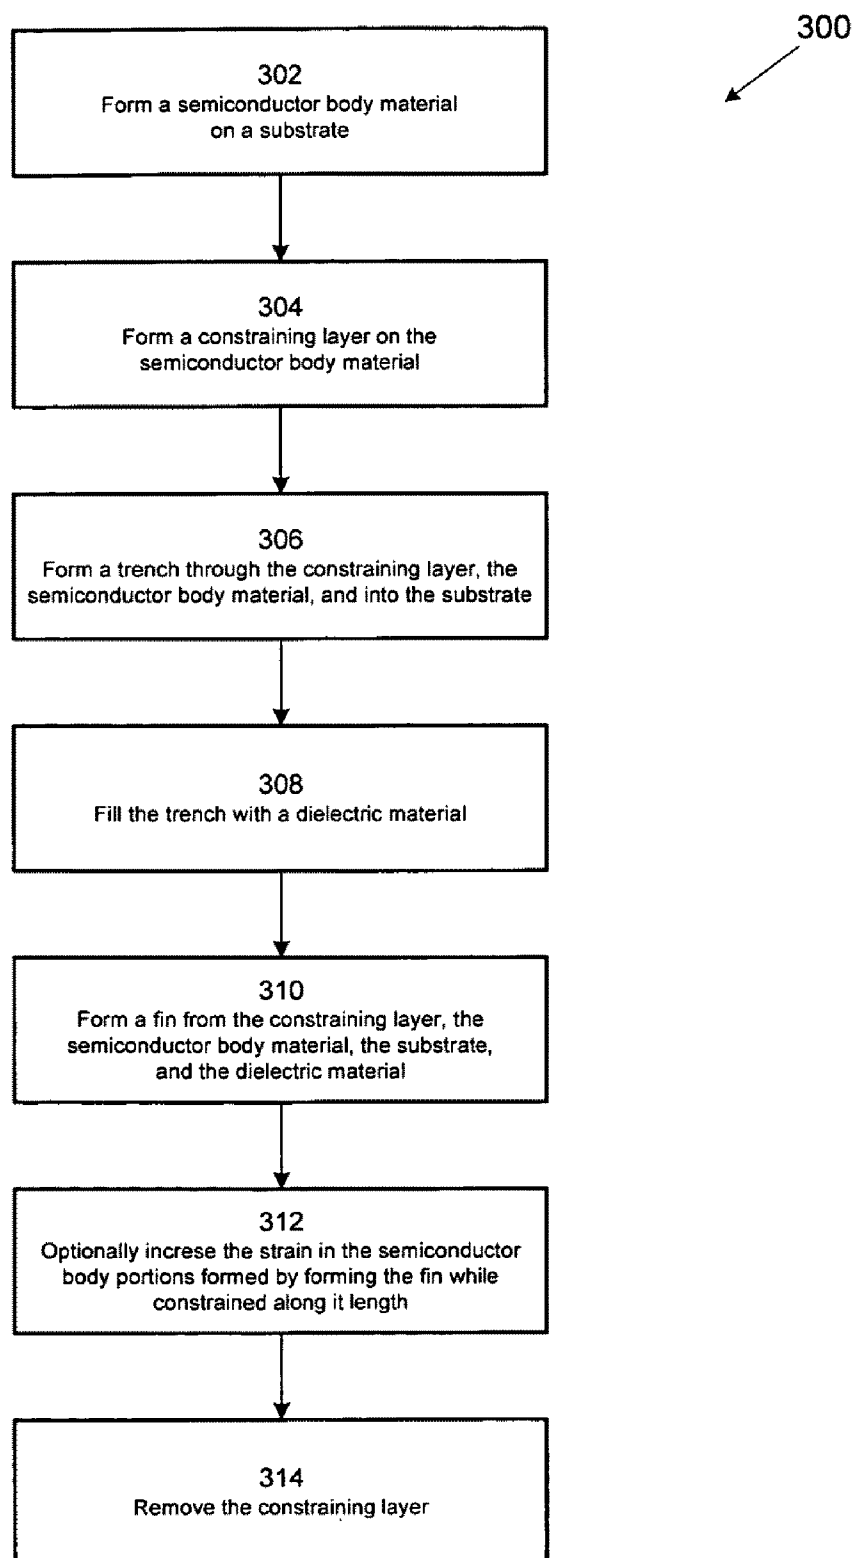 300
302
Form a semiconductor body material
on a substrate
304
Form a constraining layer on the
semiconductor body material
306
Form a trench through the constraining layer, the
semiconductor body material, and into the substrate
308
Fill the trench with a dielectric material
310
Form a fin from the constraining layer, the
semiconductor body material, the substrate,
and the dielectric material
312
Optionally increse the strain in the semiconductor
body portions formed by forming the fin while
constrained along it length
314
Remove the constraining layer